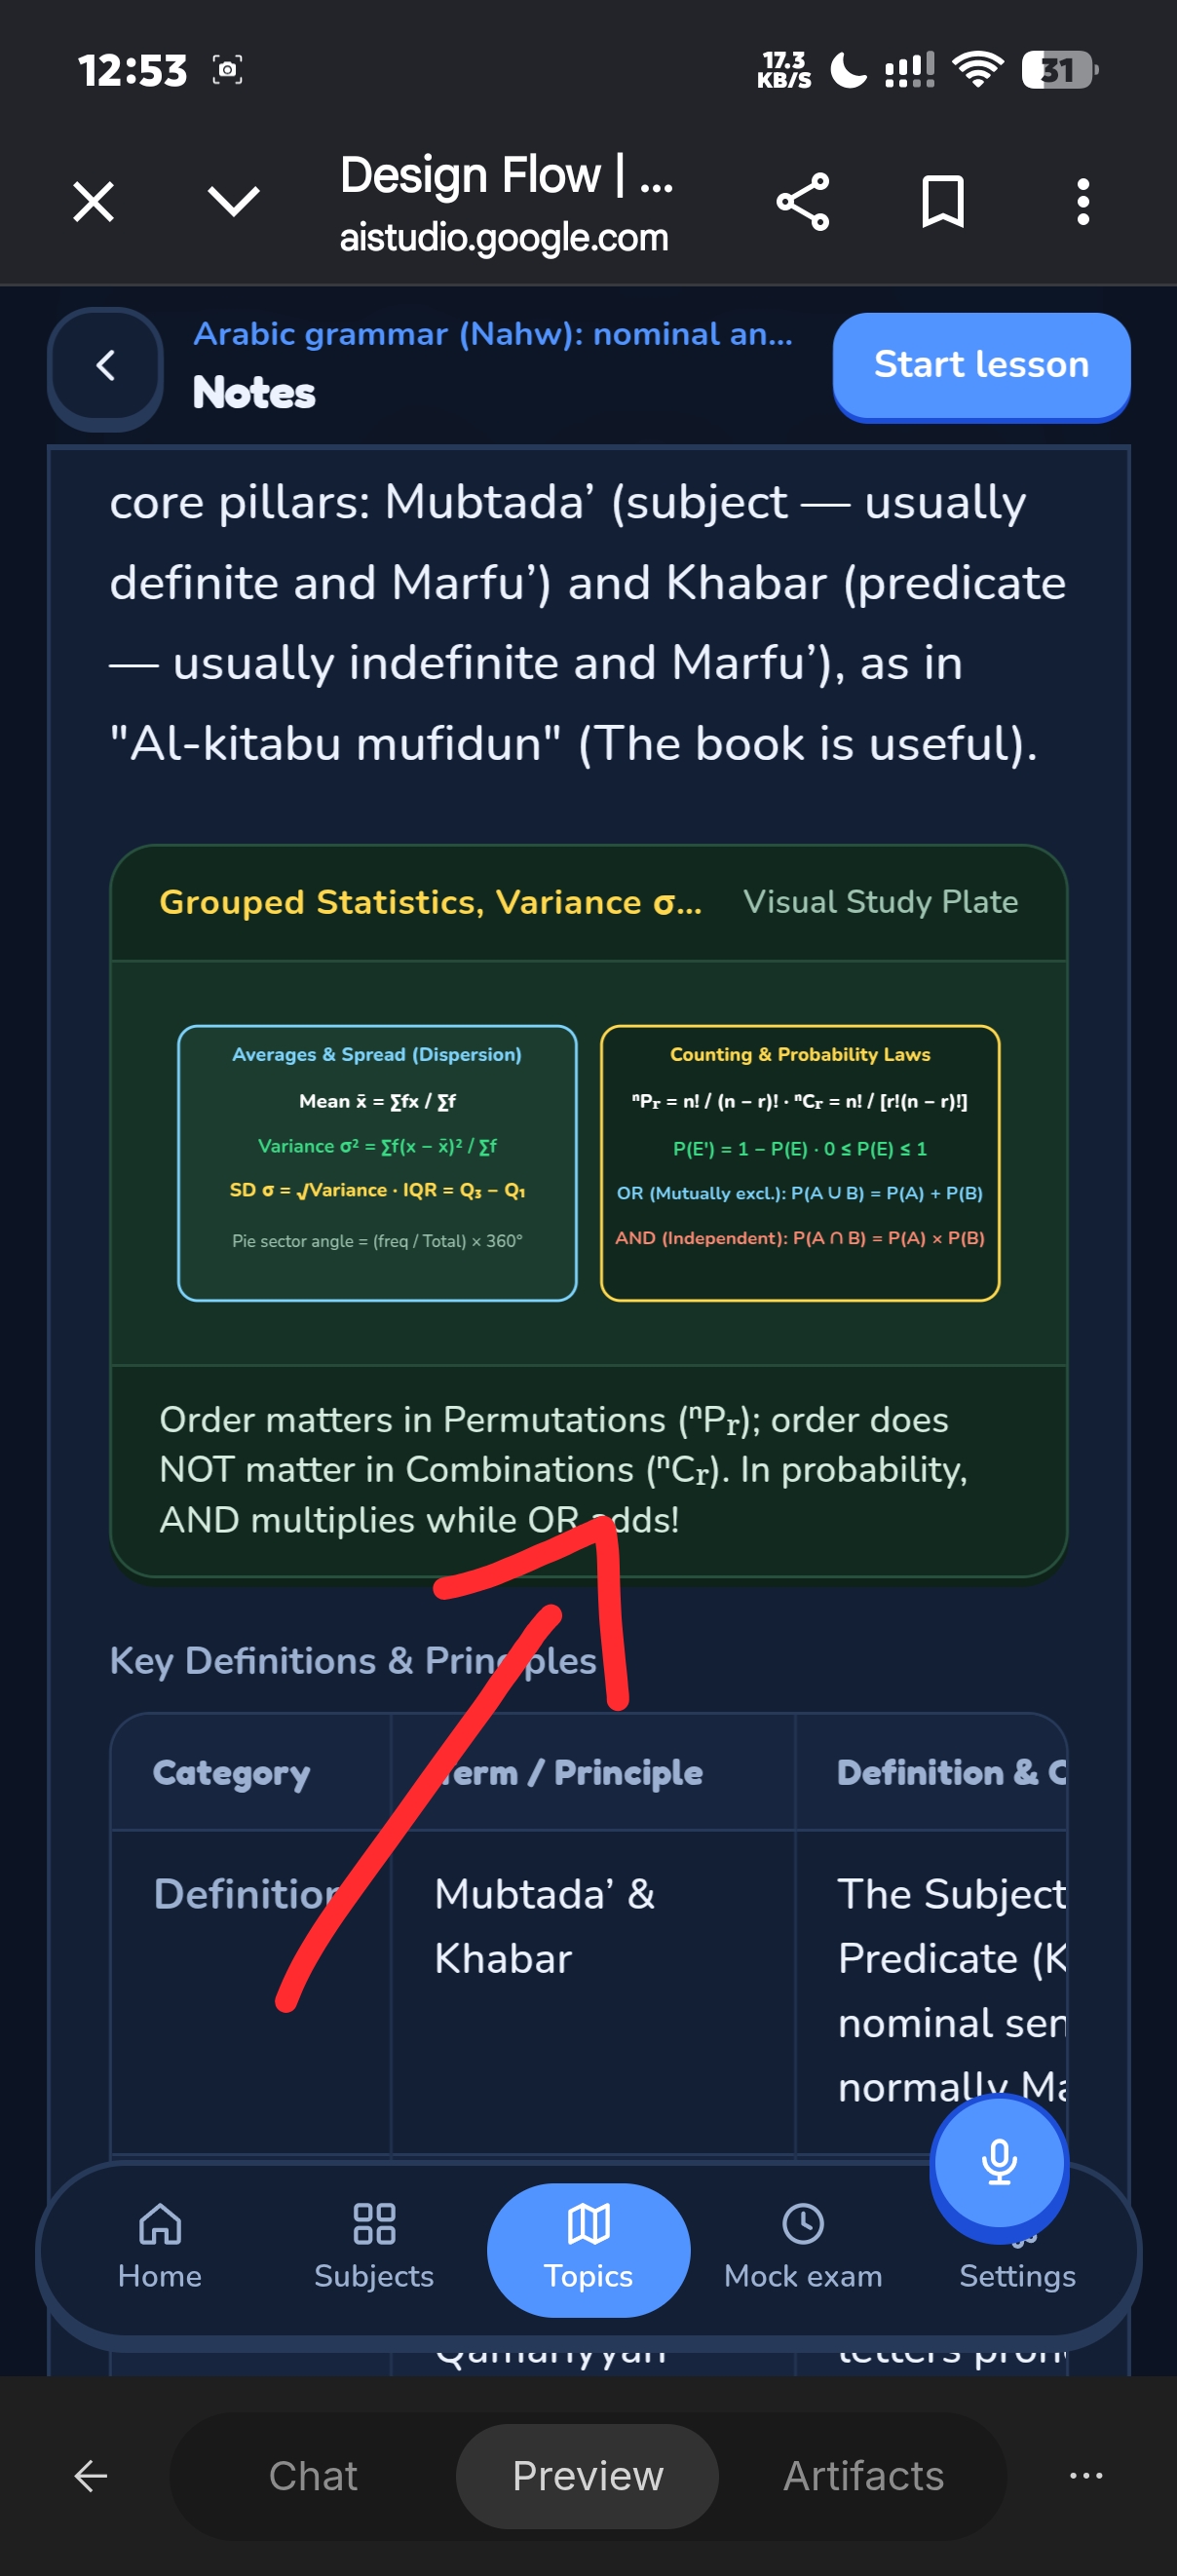 12:53
17.3
KB/S
31
Design Flow | ...
aistudio.google.com
Arabic grammar (Nahw): nominal an...
Notes
Start lesson
core pillars: Mubtada’ (subject — usually
definite and Marfu’) and Khabar (predicate
— usually indefinite and Marfu’), as in
"Al-kitabu mufidun" (The book is useful).
Grouped Statistics, Variance σ...
Visual Study Plate
Averages & Spread (Dispersion)
Mean x̄ = ∑fx / ∑f
Variance σ² = ∑f(x − x̄)² / ∑f
SD σ = √Variance · IQR = Q₃ − Q₁
Pie sector angle = (freq / Total) × 360°
Counting & Probability Laws
ⁿPᵣ = n! / (n − r)! · ⁿCᵣ = n! / [r!(n − r)!]
P(E') = 1 − P(E) · 0 ≤ P(E) ≤ 1
OR (Mutually excl.): P(A ∪ B) = P(A) + P(B)
AND (Independent): P(A ∩ B) = P(A) × P(B)
Order matters in Permutations (ⁿPᵣ); order does
NOT matter in Combinations (ⁿCᵣ). In probability,
AND multiplies while OR adds!
Key Definitions & Principles
Category
Term / Principle
Definition & C
Definition
Mubtada’ &
Khabar
The Subject
Predicate (K
nominal sen
normally Ma
Home
Subjects
Topics
Mock exam
Settings
Qamariyyah
letters pron
Chat
Preview
Artifacts